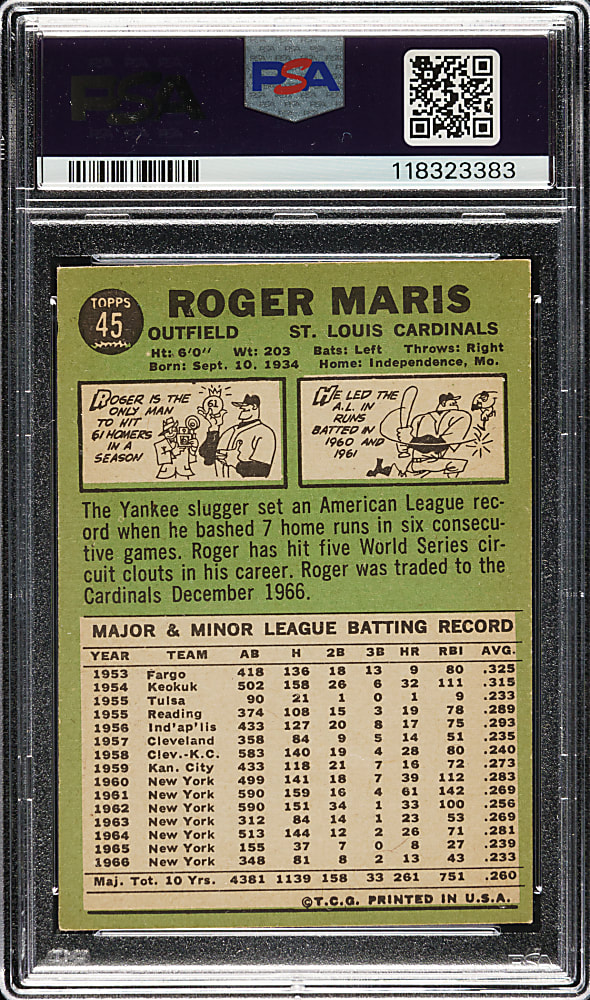 PSA
PSA
118323383
TOPPS
45
ROGER MARIS
OUTFIELD ST. LOUIS CARDINALS
Ht: 6'0" Wt: 203 Bats: Left Throws: Right
Born: Sept. 10, 1934 Home: Independence, Mo.
ROGER IS THE
ONLY MAN
TO HIT
61 HOMERS
IN A
SEASON
61
HE LED THE
A.L. IN
RUNS
BATTED IN
1960 AND
1961
The Yankee slugger set an American League rec-
ord when he bashed 7 home runs in six consecu-
tive games. Roger has hit five World Series cir-
cuit clouts in his career. Roger was traded to the
Cardinals December 1966.
MAJOR & MINOR LEAGUE BATTING RECORD
YEAR TEAM AB H 2B 3B HR RBI AVG.
1953 Fargo 418 136 18 13 9 80 .325
1954 Keokuk 502 158 26 6 32 111 .315
1955 Tulsa 90 21 1 0 1 9 .233
1955 Reading 374 108 15 3 19 78 .289
1956 Ind'ap'lis 433 127 20 8 17 75 .293
1957 Cleveland 358 84 9 5 14 51 .235
1958 Clev.-K.C. 583 140 19 4 28 80 .240
1959 Kan. City 433 118 21 7 16 72 .273
1960 New York 499 141 18 7 39 112 .283
1961 New York 590 159 16 4 61 142 .269
1962 New York 590 151 34 1 33 100 .256
1963 New York 312 84 14 1 23 53 .269
1964 New York 513 144 12 2 26 71 .281
1965 New York 155 37 7 0 8 27 .239
1966 New York 348 81 8 2 13 43 .233
Maj. Tot. 10 Yrs. 4381 1139 158 33 261 751 .260
©T.C.G. PRINTED IN U.S.A.
PSA